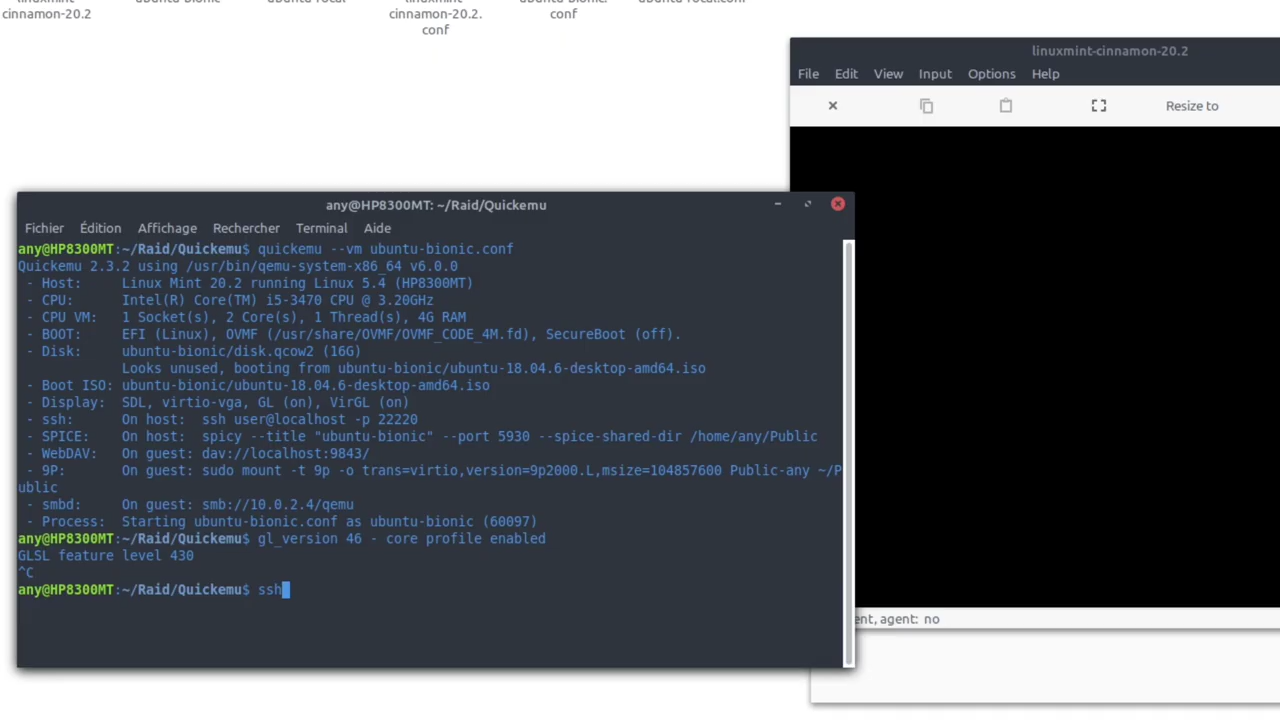 linuxmint
cinnamon-20.2
ubuntu-bionic
ubuntu-focal
linuxmint
cinnamon-20.2.
conf
ubuntu-bionic.
conf
ubuntu-focal.conf
linuxmint-cinnamon-20.2
File Edit View Input Options Help
Resize to
any@HP8300MT: ~/Raid/Quickemu
Fichier Édition Affichage Rechercher Terminal Aide
any@HP8300MT:~/Raid/Quickemu$ quickemu --vm ubuntu-bionic.conf
Quickemu 2.3.2 using /usr/bin/qemu-system-x86_64 v6.0.0
- Host: Linux Mint 20.2 running Linux 5.4 (HP8300MT)
- CPU: Intel(R) Core(TM) i5-3470 CPU @ 3.20GHz
- CPU VM: 1 Socket(s), 2 Core(s), 1 Thread(s), 4G RAM
- BOOT: EFI (Linux), OVMF (/usr/share/OVMF/OVMF_CODE_4M.fd), SecureBoot (off).
- Disk: ubuntu-bionic/disk.qcow2 (16G)
Looks unused, booting from ubuntu-bionic/ubuntu-18.04.6-desktop-amd64.iso
- Boot ISO: ubuntu-bionic/ubuntu-18.04.6-desktop-amd64.iso
- Display: SDL, virtio-vga, GL (on), VirGL (on)
- ssh: On host: ssh user@localhost -p 22220
- SPICE: On host: spicy --title "ubuntu-bionic" --port 5930 --spice-shared-dir /home/any/Public
- WebDAV: On guest: dav://localhost:9843/
- 9P: On guest: sudo mount -t 9p -o trans=virtio,version=9p2000.L,msize=104857600 Public-any ~/P
ublic
- smbd: On guest: smb://10.0.2.4/qemu
- Process: Starting ubuntu-bionic.conf as ubuntu-bionic (60097)
any@HP8300MT:~/Raid/Quickemu$ gl_version 46 - core profile enabled
GLSL feature level 430
^C
any@HP8300MT:~/Raid/Quickemu$ ssh
ent, agent: no